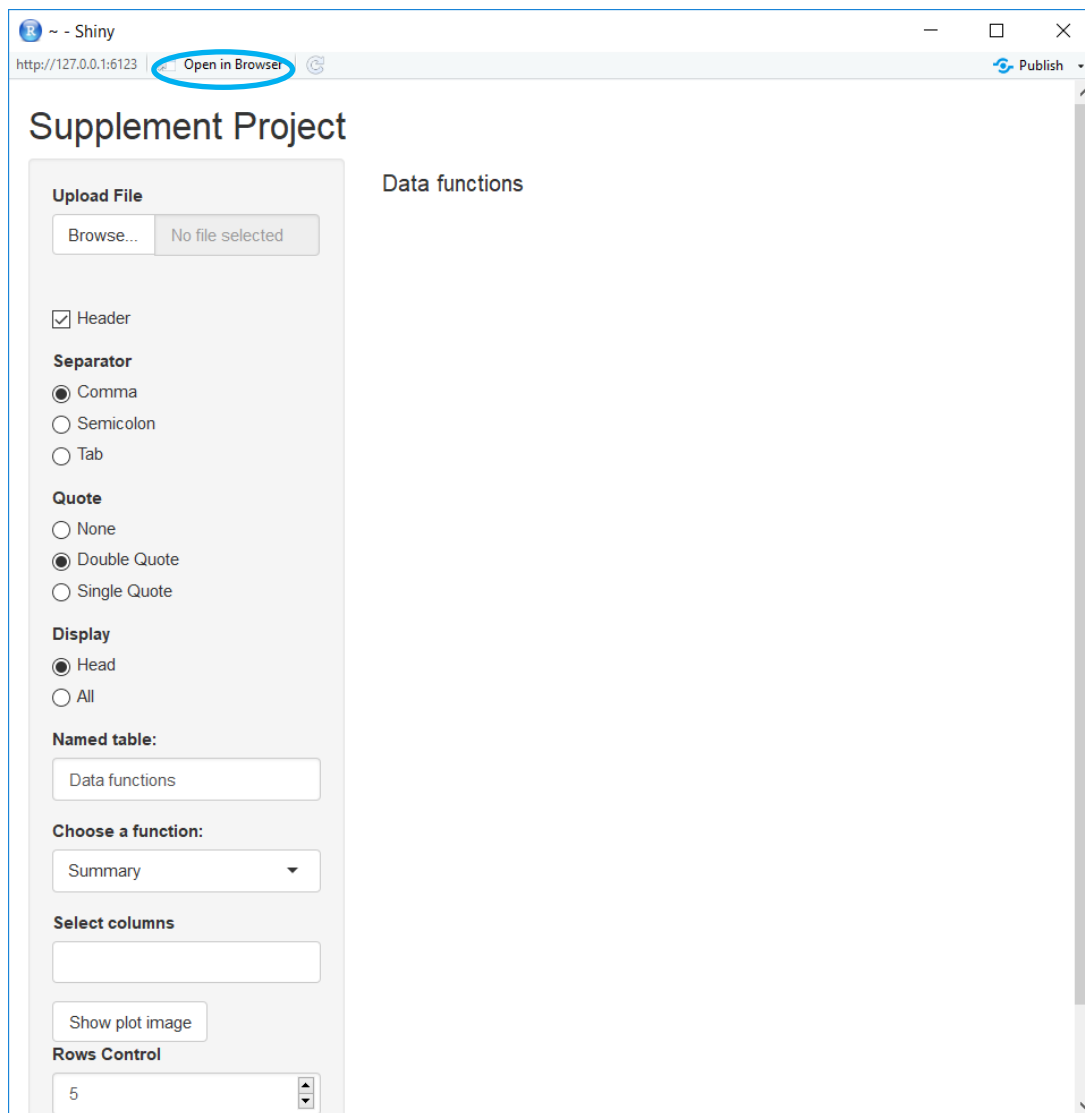 R ~ - Shiny
http://127.0.0.1:6123 Open in Browser Publish
Supplement Project
Upload File
Browse... No file selected
Header
Separator
Comma
Semicolon
Tab
Quote
None
Double Quote
Single Quote
Display
Head
All
Named table:
Data functions
Choose a function:
Summary
Select columns
Show plot image
Rows Control
5
Data functions